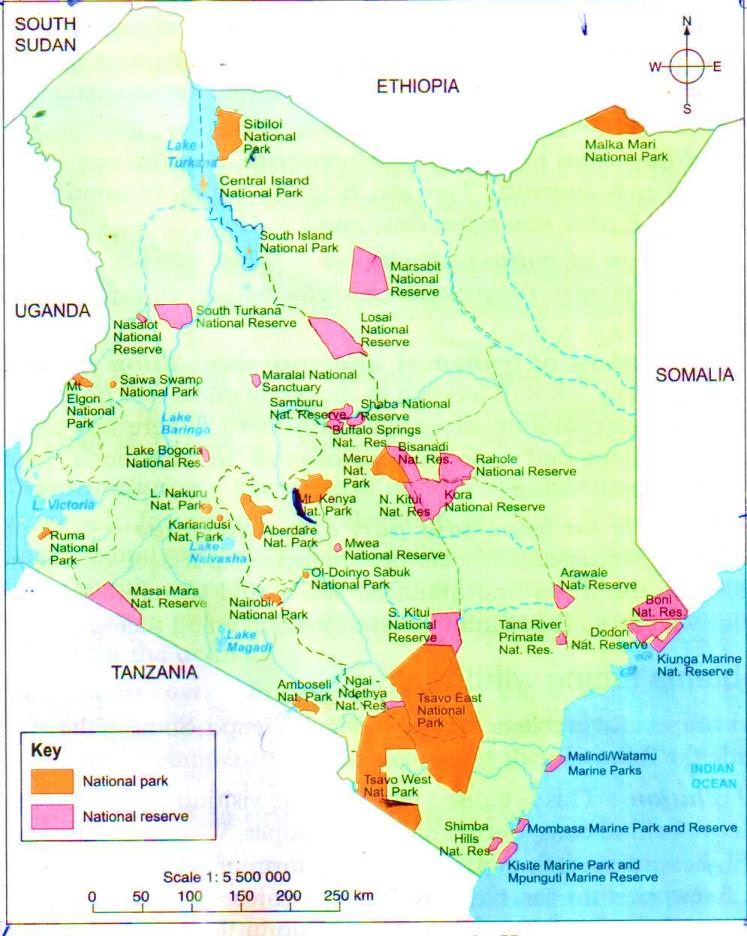 SOUTH
SUDAN
ETHIOPIA
N
W
E
S
Sibiloi
National
Park
Malka Mari
National Park
Lake
Turkana
Central Island
National Park
South Island
National Park
Marsabit
National
Reserve
UGANDA
South Turkana
National Reserve
Nasalot
National
Reserve
Losai
National
Reserve
SOMALIA
Mt
Elgon
National
Park
Saiwa Swamp
National Park
Maralal National
Sanctuary
Samburu
Nat. Reserve
Shaba National
Reserve
Buffalo Springs
Nat. Res.
Lake
Baringo
Lake Bogoria
National Res.
Meru
Nat.
Park
Bisanadi
Nat. Res.
Rahole
National Reserve
L. Victoria
L. Nakuru
Nat. Park
Mt. Kenya
Nat. Park
N. Kitui
Nat. Res
Kora
National Reserve
Kariandusi
Nat. Park
Aberdare
Nat. Park
Ruma
National
Park
Lake
Naivasha
Mwea
National Reserve
Ol-Doinyo Sabuk
National Park
Arawale
Nat. Reserve
Masai Mara
Nat. Reserve
Nairobi
National Park
S. Kitui
National
Reserve
Tana River
Primate
Nat. Res.
Boni
Nat. Res.
Dodori
Nat. Reserve
Lake
Magadi
Kiunga Marine
Nat. Reserve
TANZANIA
Amboseli
Nat. Park
Ngai -
Ndethya
Nat. Res.
Tsavo East
National
Park
Key
National park
National reserve
Tsavo West
Nat. Park
Malindi/Watamu
Marine Parks
INDIAN
OCEAN
Shimba
Hills
Nat. Res.
Mombasa Marine Park and Reserve
Kisite Marine Park and
Mpunguti Marine Reserve
Scale 1: 5 500 000
0 50 100 150 200 250 km